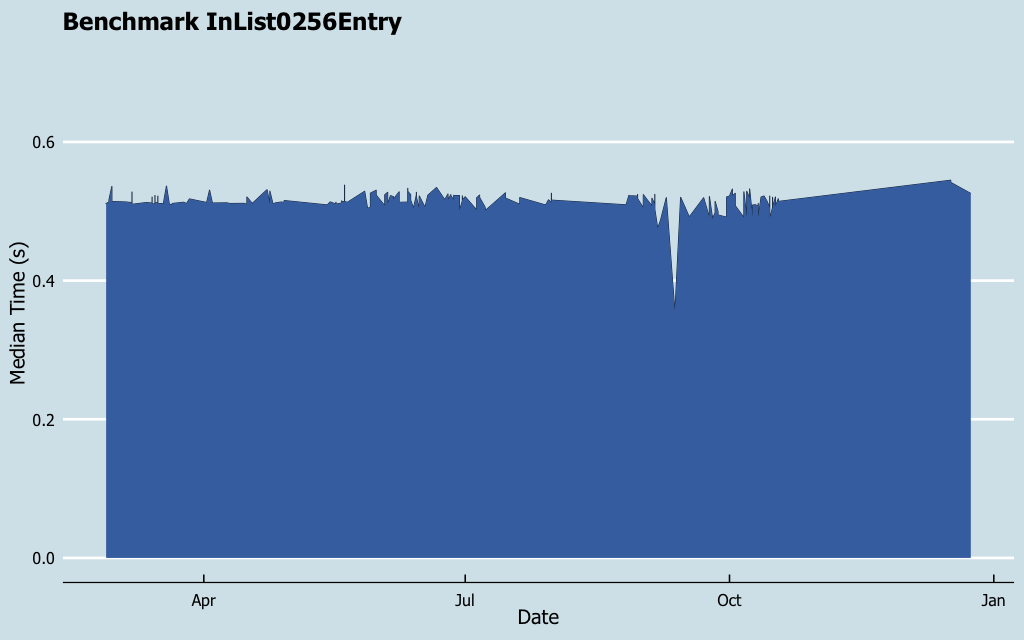 Benchmark InList0256Entry
0.6
0.4
0.2
0.0
Median Time (s)
Apr
Jul
Oct
Jan
Date